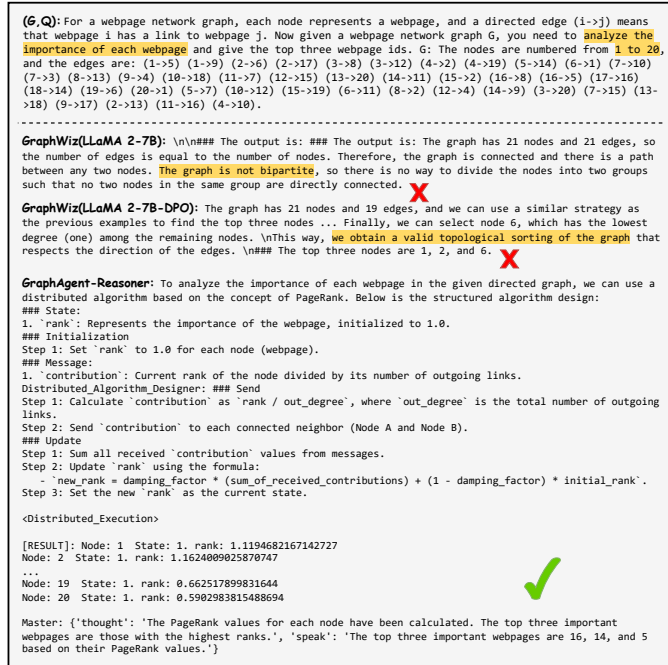 (G,Q): For a webpage network graph, each node represents a webpage, and a directed edge (i->j) means
that webpage i has a link to webpage j. Now given a webpage network graph G, you need to analyze the
importance of each webpage and give the top three webpage ids. G: The nodes are numbered from 1 to 20,
and the edges are: (1->5) (1->9) (2->6) (2->17) (3->8) (3->12) (4->2) (4->19) (5->14) (6->1) (7->10)
(7->3) (8->13) (9->4) (10->18) (11->7) (12->15) (13->20) (14->11) (15->2) (16->8) (16->5) (17->16)
(18->14) (19->6) (20->1) (5->7) (10->12) (15->19) (6->11) (8->2) (12->4) (14->9) (3->20) (7->15) (13-
>18) (9->17) (2->13) (11->16) (4->10).
GraphWiz(LLaMA 2-7B): \n\n### The output is: ### The output is: The graph has 21 nodes and 21 edges, so
the number of edges is equal to the number of nodes. Therefore, the graph is connected and there is a path
between any two nodes. The graph is not bipartite, so there is no way to divide the nodes into two groups
such that no two nodes in the same group are directly connected.
GraphWiz(LLaMA 2-7B-DPO): The graph has 21 nodes and 19 edges, and we can use a similar strategy as
the previous examples to find the top three nodes ... Finally, we can select node 6, which has the lowest
degree (one) among the remaining nodes. \nThis way, we obtain a valid topological sorting of the graph that
respects the direction of the edges. \n### The top three nodes are 1, 2, and 6.
GraphAgent-Reasoner: To analyze the importance of each webpage in the given directed graph, we can use a
distributed algorithm based on the concept of PageRank. Below is the structured algorithm design:
### State:
1. `rank`: Represents the importance of the webpage, initialized to 1.0.
### Initialization
Step 1: Set `rank` to 1.0 for each node (webpage).
### Message:
1. `contribution`: Current rank of the node divided by its number of outgoing links.
Distributed_Algorithm_Designer: ### Send
Step 1: Calculate `contribution` as `rank / out_degree`, where `out_degree` is the total number of outgoing
links.
Step 2: Send `contribution` to each connected neighbor (Node A and Node B).
### Update
Step 1: Sum all received `contribution` values from messages.
Step 2: Update `rank` using the formula:
- `new_rank = damping_factor * (sum_of_received_contributions) + (1 - damping_factor) * initial_rank`.
Step 3: Set the new `rank` as the current state.
<Distributed_Execution>
[RESULT]: Node: 1 State: 1. rank: 1.1194682167142727
Node: 2 State: 1. rank: 1.1624009025870747
...
Node: 19 State: 1. rank: 0.662517899831644
Node: 20 State: 1. rank: 0.5902983815488694
Master: {'thought': 'The PageRank values for each node have been calculated. The top three important
webpages are those with the highest ranks.', 'speak': 'The top three important webpages are 16, 14, and 5
based on their PageRank values.'}